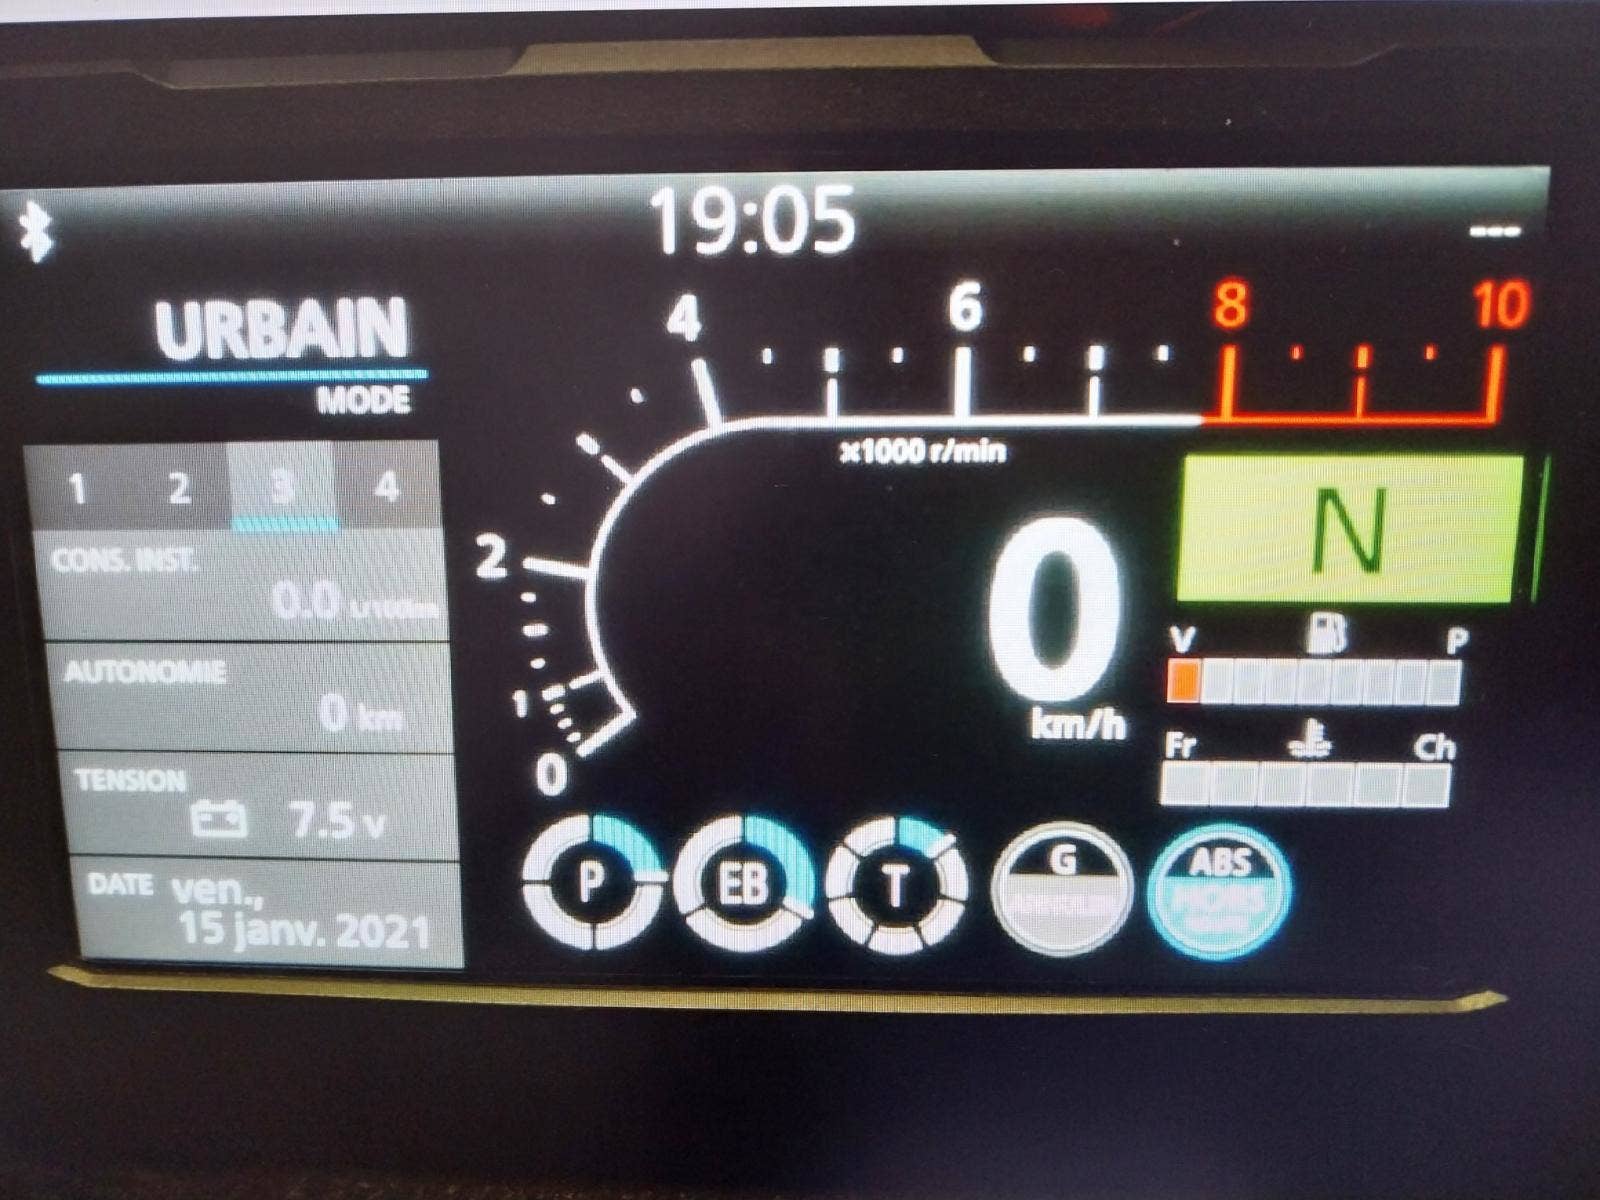 19:05
---
URBAIN
MODE
1 2 3 4
CONS. INST.
0.0 L/100km
AUTONOMIE
0 km
TENSION
7.5 v
DATE ven.,
15 janv. 2021
0
1
2
4
6
8
10
x1000 r/min
N
0
km/h
V P
Fr Ch
P
EB
T
G
ABS